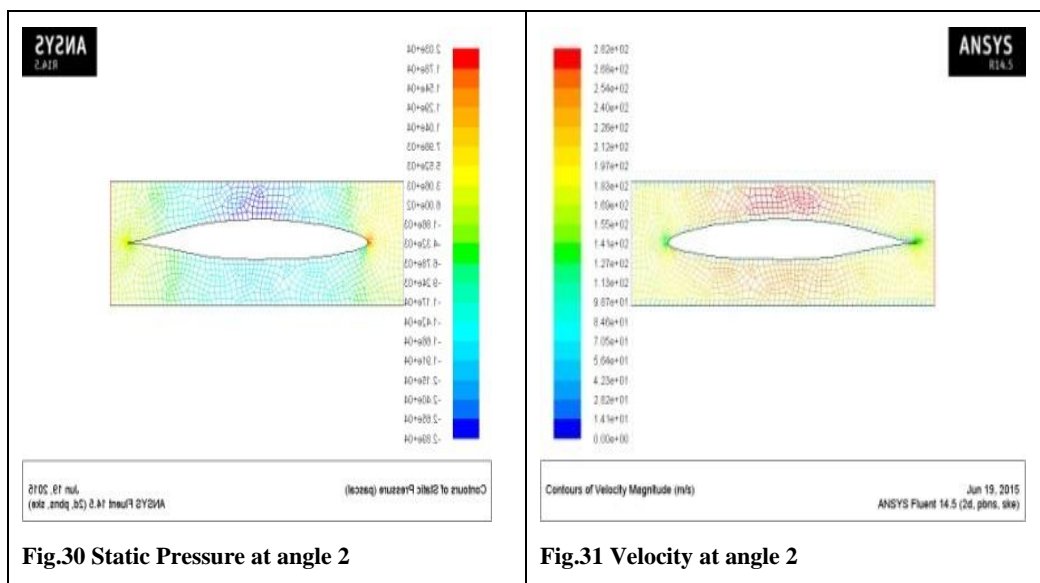 ANSYS
R14.5
2.03e+04
1.78e+04
1.54e+04
1.29e+04
1.04e+04
7.98e+03
5.52e+03
3.06e+03
6.00e+02
-1.86e+03
-4.32e+03
-6.78e+03
-9.24e+03
-1.17e+04
-1.42e+04
-1.66e+04
-1.91e+04
-2.15e+04
-2.40e+04
-2.65e+04
-2.89e+04
Contours of Static Pressure (pascal)
Jun 19, 2015
ANSYS Fluent 14.5 (2d, pbns, ske)
Fig.30 Static Pressure at angle 2
ANSYS
R14.5
2.82e+02
2.68e+02
2.54e+02
2.40e+02
2.26e+02
2.12e+02
1.97e+02
1.83e+02
1.69e+02
1.55e+02
1.41e+02
1.27e+02
1.13e+02
9.87e+01
8.46e+01
7.05e+01
5.64e+01
4.23e+01
2.82e+01
1.41e+01
0.00e+00
Contours of Velocity Magnitude (m/s)
Jun 19, 2015
ANSYS Fluent 14.5 (2d, pbns, ske)
Fig.31 Velocity at angle 2